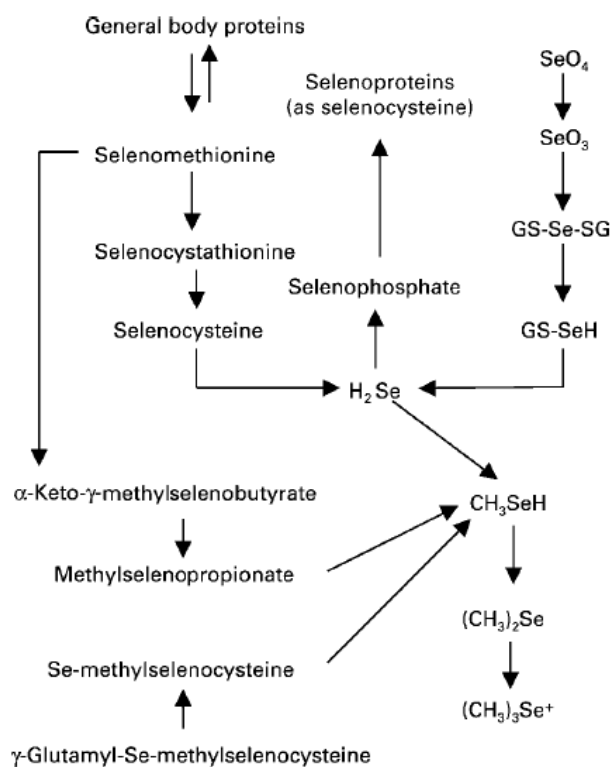 General body proteins
Selenoproteins
(as selenocysteine)
SeO₄
SeO₃
Selenomethionine
GS-Se-SG
Selenocystathionine
Selenophosphate
Selenocysteine
GS-SeH
H₂Se
α-Keto-γ-methylselenobutyrate
CH₃SeH
Methylselenopropionate
(CH₃)₂Se
Se-methylselenocysteine
(CH₃)₃Se⁺
γ-Glutamyl-Se-methylselenocysteine